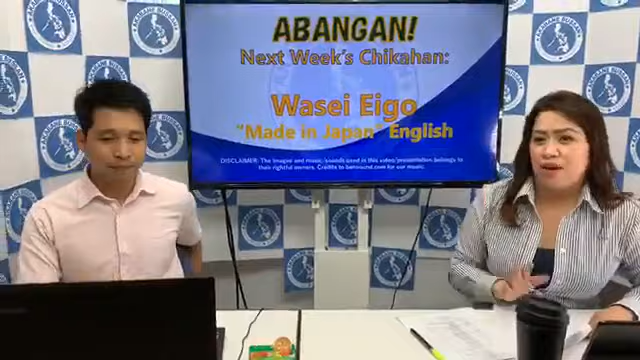 ABANGAN!
NEXT WEEK'S CHIKAHAN:
WASEI EIGO
"MADE IN JAPAN" ENGLISH
DISCLAIMER: The images and music/sounds used in this video/presentation belongs to
their rightful owners. Credits to bensound.com for our music.